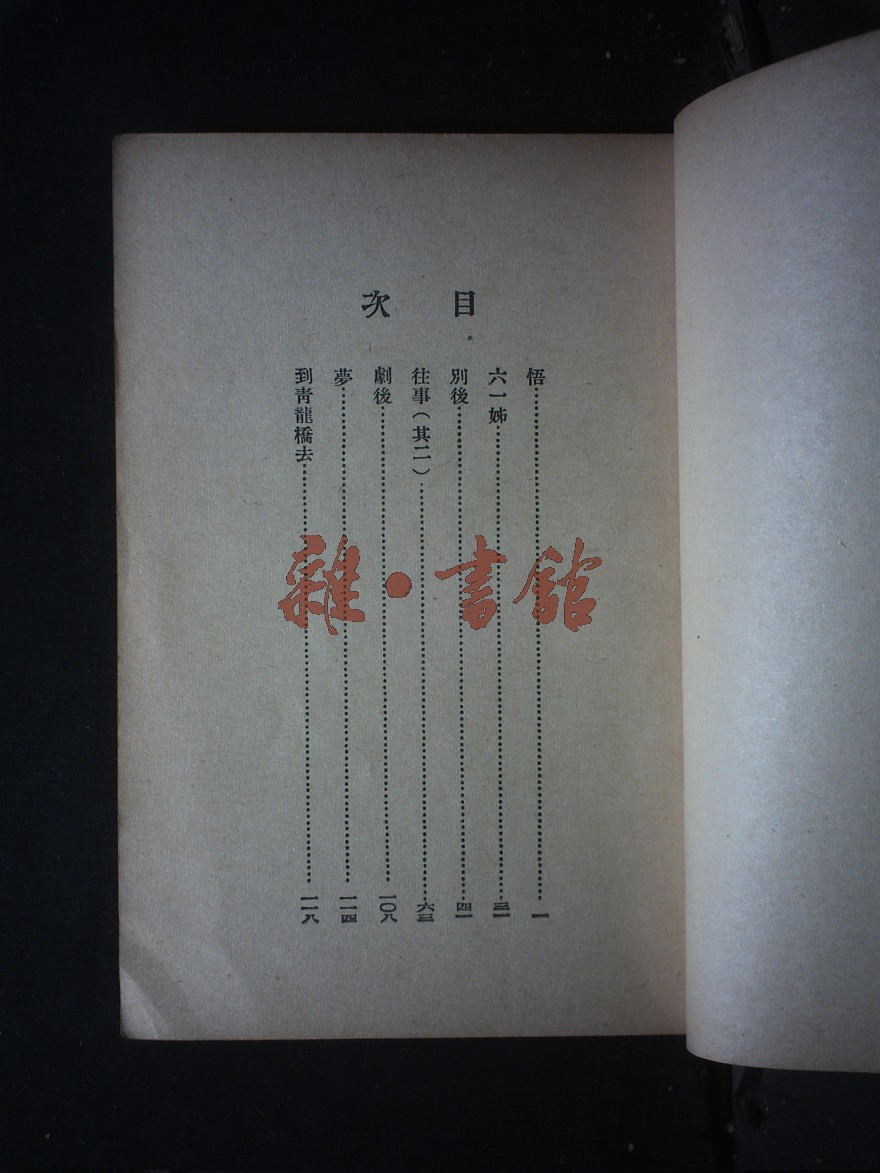 目次
悟……………一
六一姊……………三一
別後……………四一
往事（其二）……………六三
劇後……………一〇八
夢……………一一四
到青龍橋去……………一一八
雜·書館